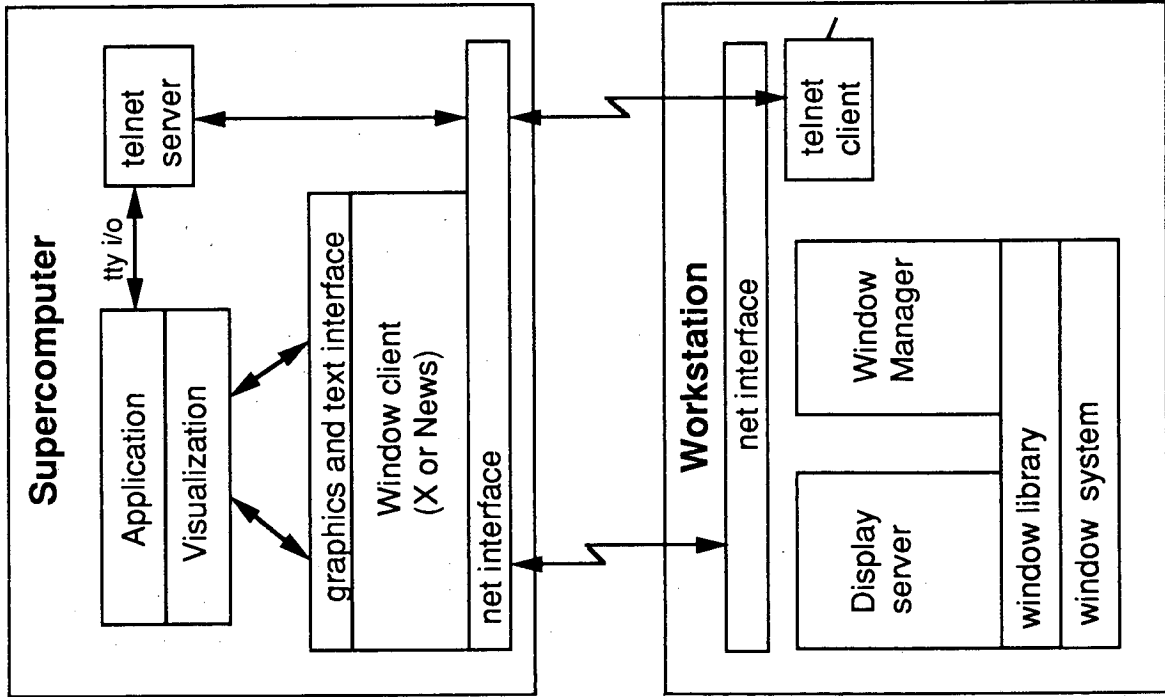 Supercomputer
Application
Visualization
tty i/o
telnet
server
graphics and text interface
Window client
(X or News)
net interface
Workstation
net interface
Display
server
Window
Manager
telnet
client
window library
window system